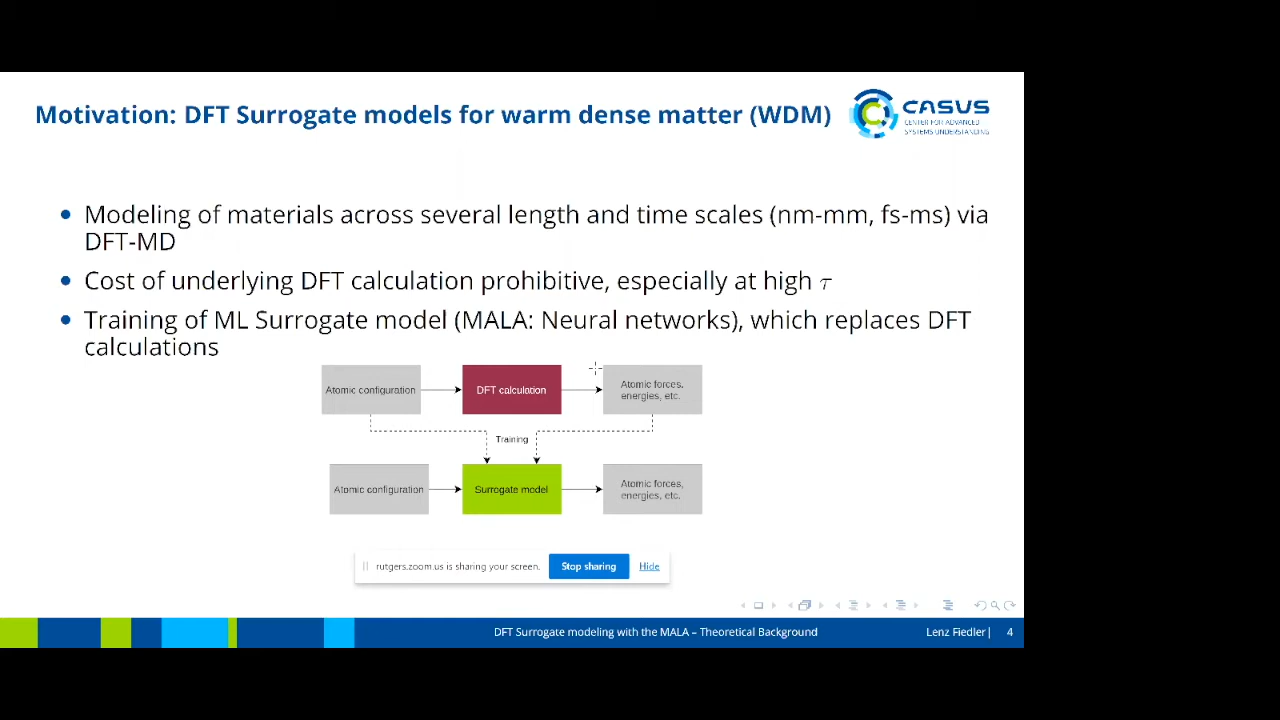 Motivation: DFT Surrogate models for warm dense matter (WDM)
CASUS
CENTER FOR ADVANCED
SYSTEMS UNDERSTANDING
Modeling of materials across several length and time scales (nm-mm, fs-ms) via
DFT-MD
Cost of underlying DFT calculation prohibitive, especially at high τ
Training of ML Surrogate model (MALA: Neural networks), which replaces DFT
calculations
Atomic configuration
DFT calculation
Atomic forces,
energies, etc.
Training
Atomic configuration
Surrogate model
Atomic forces,
energies, etc.
rutgers.zoom.us is sharing your screen.
Stop sharing
Hide
DFT Surrogate modeling with the MALA – Theoretical Background
Lenz Fiedler| 4